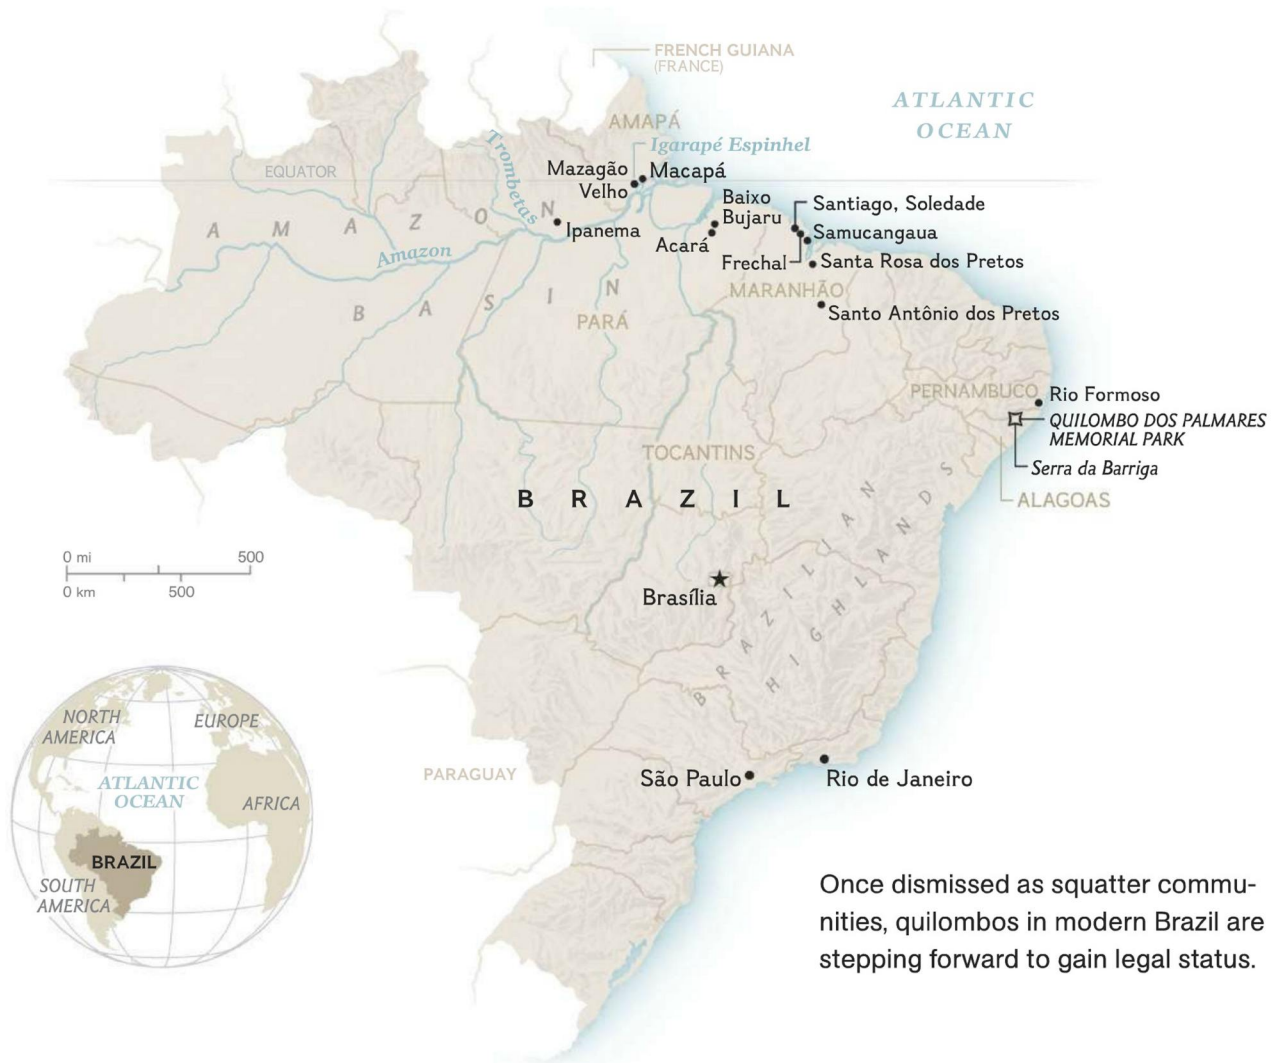 FRENCH GUIANA
(FRANCE)
ATLANTIC
OCEAN
AMAPÁ
Igarapé Espinhel
Trombetas
EQUATOR
Mazagão
Velho
Macapá
Baixo
Bujaru
Santiago, Soledade
AMAZON
Ipanema
Acará
Samucangaua
Frechal
Santa Rosa dos Pretos
Amazon
BASIN
MARANHÃO
PARÁ
Santo Antônio dos Pretos
PERNAMBUCO
Rio Formoso
QUILOMBO DOS PALMARES
MEMORIAL PARK
Serra da Barriga
TOCANTINS
ALAGOAS
BRAZIL
BRAZILIAN
HIGHLANDS
0 mi 500
0 km 500
Brasília
NORTH
AMERICA
EUROPE
ATLANTIC
OCEAN
AFRICA
BRAZIL
SOUTH
AMERICA
PARAGUAY
São Paulo
Rio de Janeiro
Once dismissed as squatter commu-
nities, quilombos in modern Brazil are
stepping forward to gain legal status.